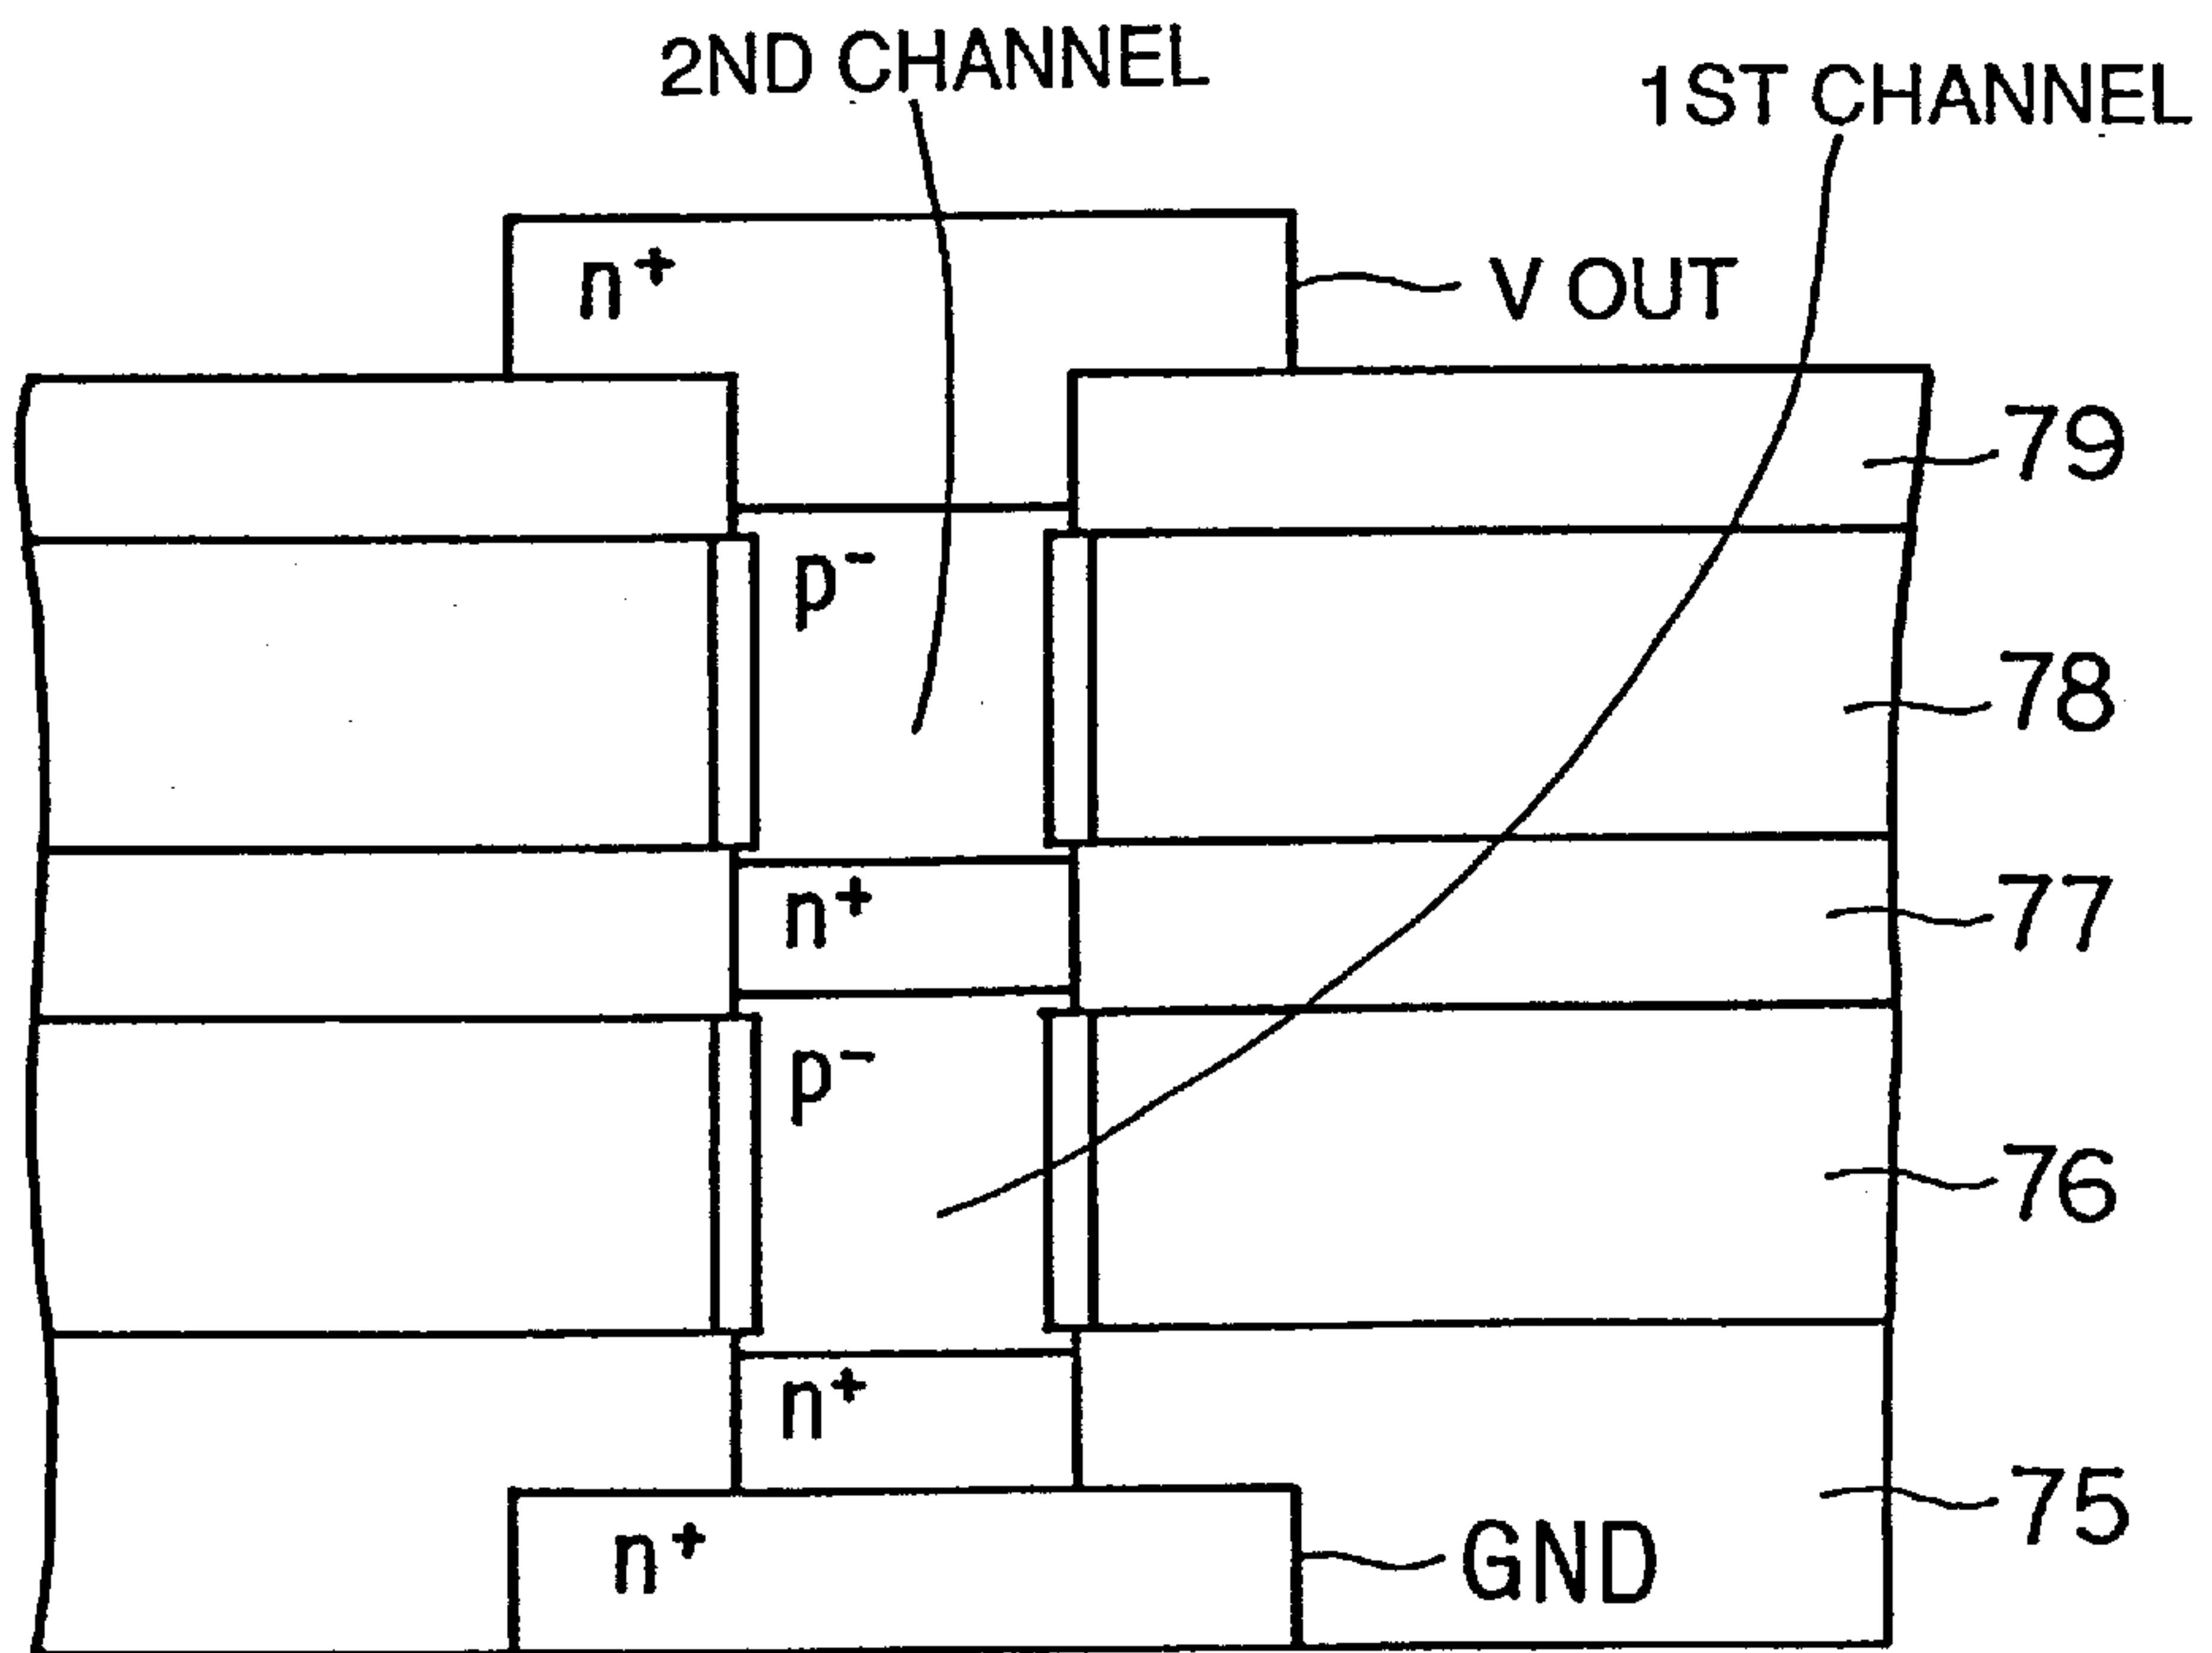 2ND CHANNEL
1ST CHANNEL
n+
V OUT
79
p-
78
n+
77
p-
76
n+
75
n+
GND